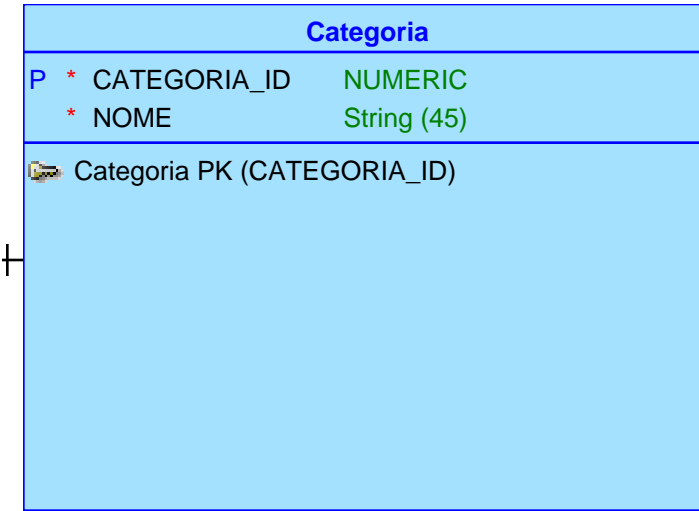 Categoria
P * CATEGORIA_ID NUMERIC
* NOME String (45)
Categoria PK (CATEGORIA_ID)